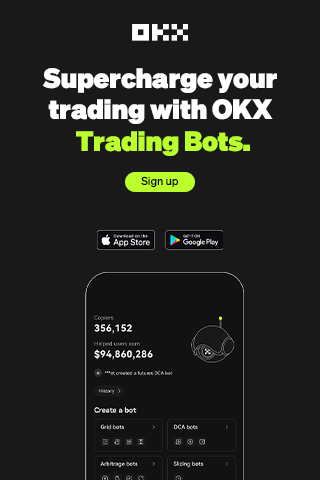 OKX
Supercharge your
trading with OKX
Trading Bots.
Sign up
Download on the
App Store
GET IT ON
Google Play
Copiers
356,152
Helped users earn
$94,860,286
***et created a futures DCA bot
History >
Create a bot
Grid bots >
DCA bots >
Arbitrage bots >
Slicing bots >